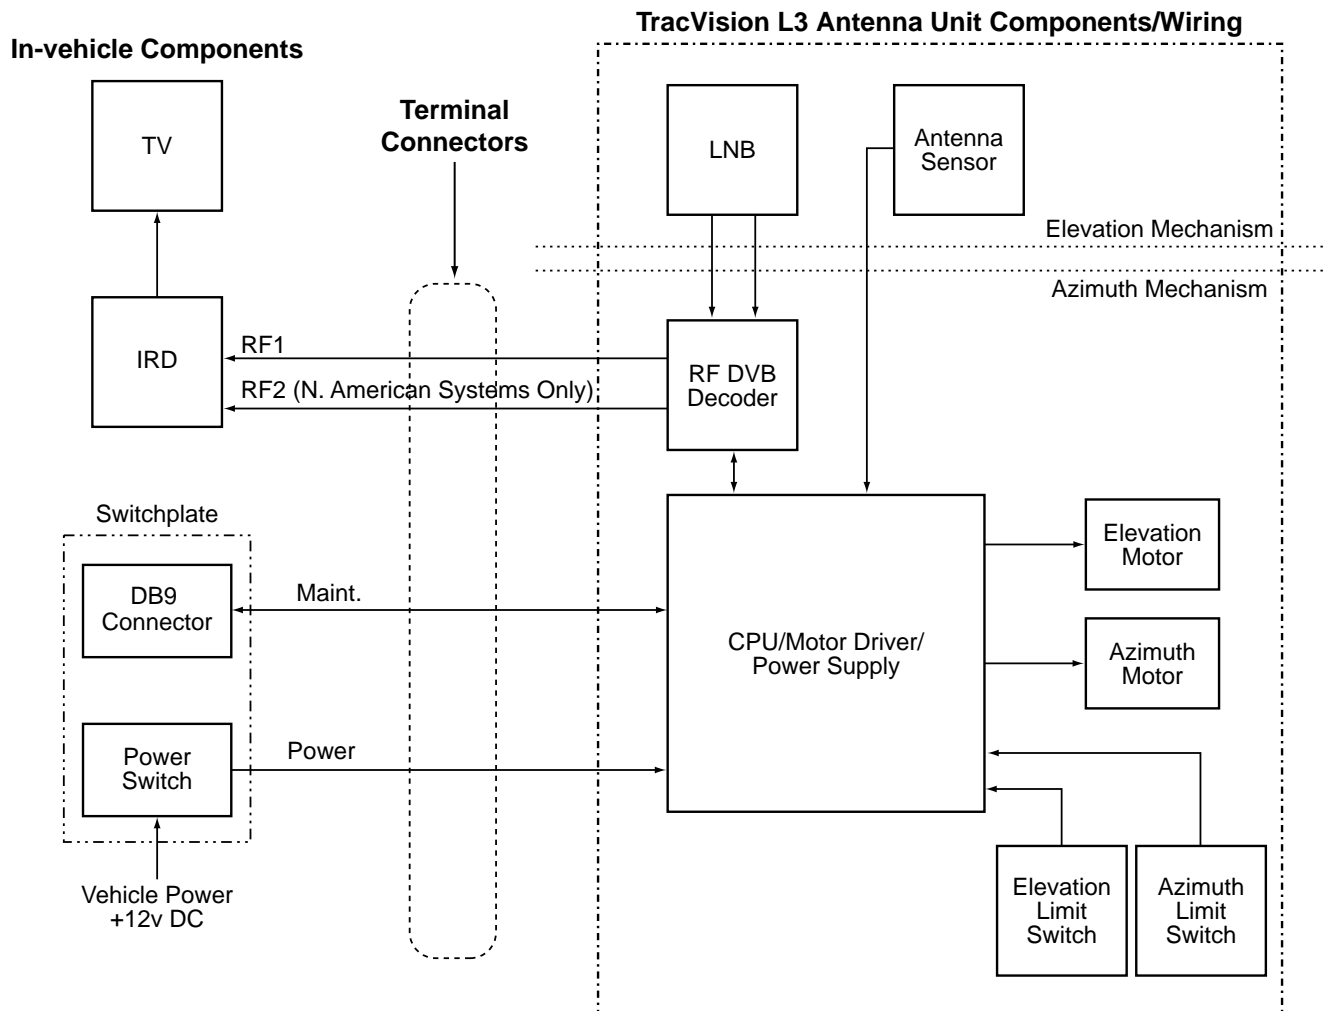 TracVision L3 Antenna Unit Components/Wiring
In-vehicle Components
TV
Terminal
Connectors
LNB
Antenna
Sensor
Elevation Mechanism
Azimuth Mechanism
IRD
RF1
RF2 (N. American Systems Only)
RF DVB
Decoder
Switchplate
DB9
Connector
Maint.
CPU/Motor Driver/
Power Supply
Elevation
Motor
Azimuth
Motor
Power
Switch
Power
Vehicle Power
+12v DC
Elevation
Limit
Switch
Azimuth
Limit
Switch